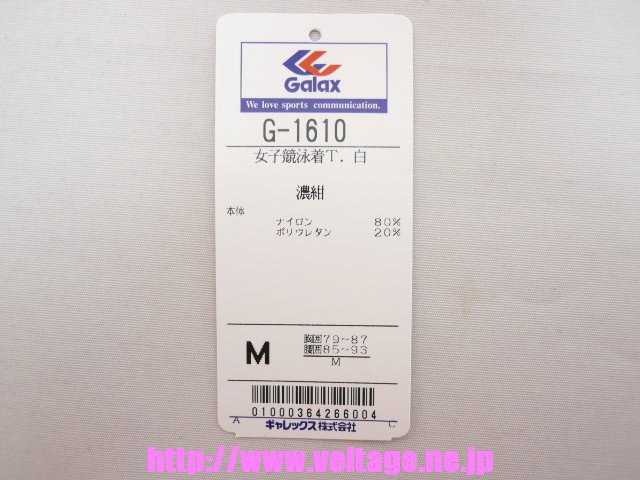 Galax
We love sports communication.
G-1610
女子競泳着T. 白
濃紺
本体
ナイロン 80%
ポリウレタン 20%
M
胸囲79~87
腰囲85~93
M
01000364266004
A ギャレックス株式会社 C
http://www.voltage.ne.jp